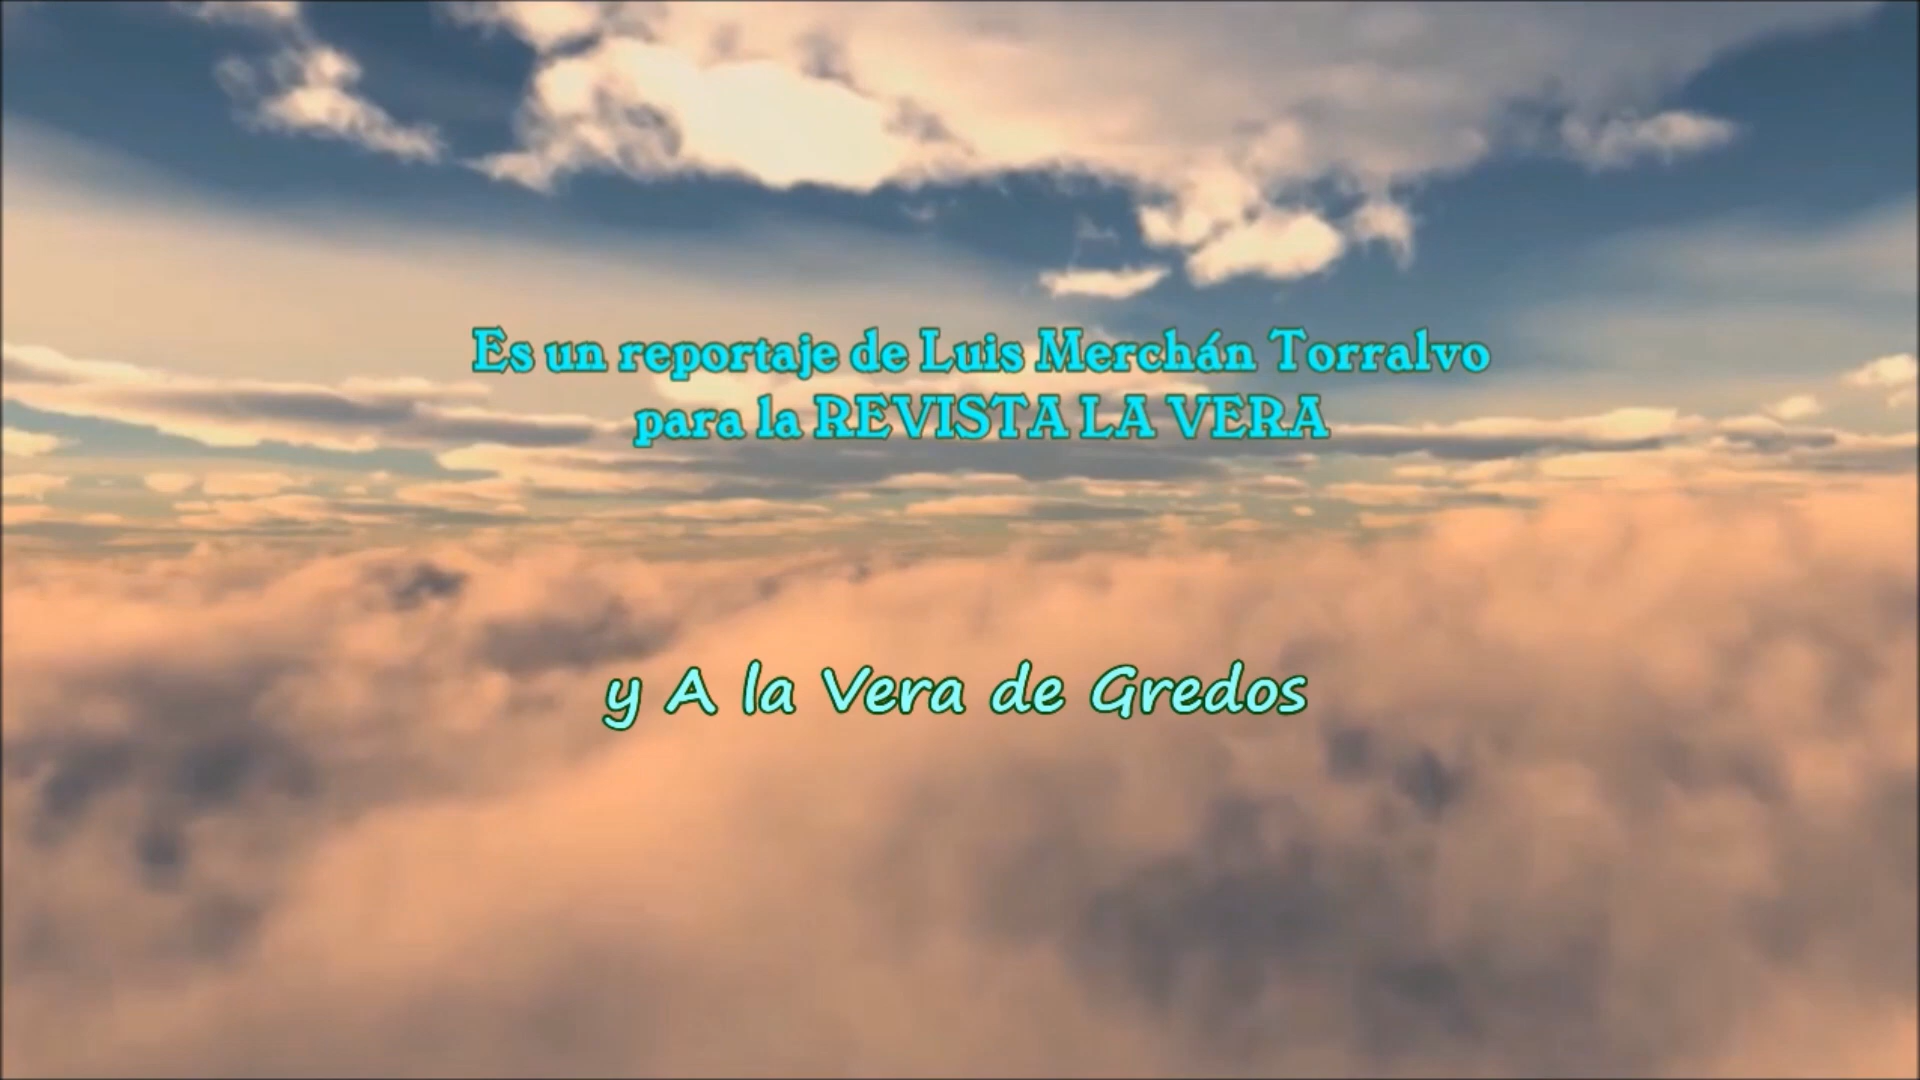 Es un reportaje de Luis Merchán Torralvo
para la REVISTA LA VERA
y A la Vera de Gredos